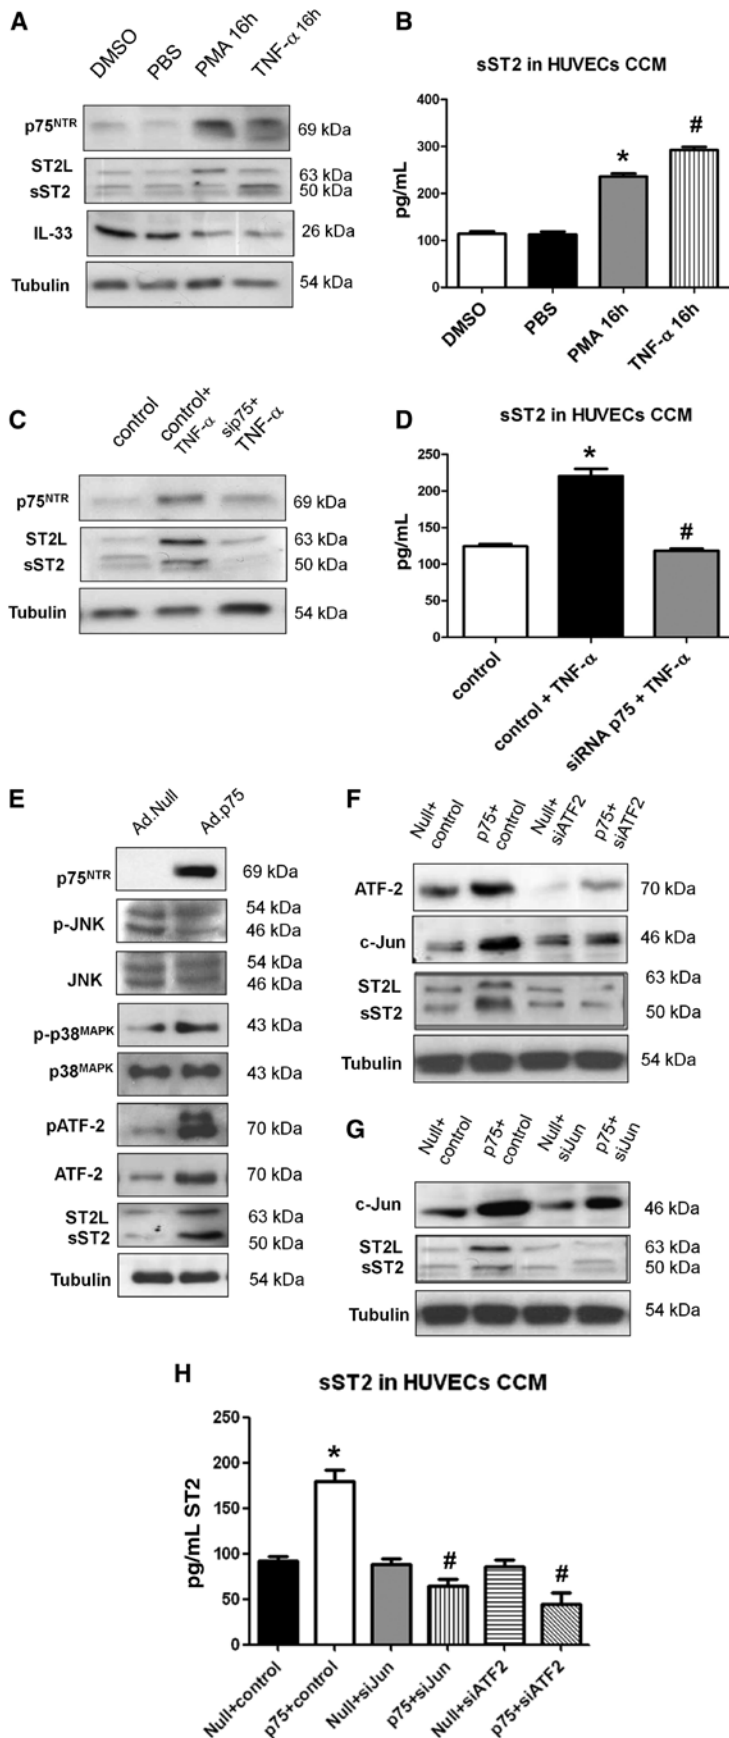 A
DMSO
PBS
PMA 16h
TNF-α 16h
p75NTR
69 kDa
ST2L
63 kDa
sST2
50 kDa
IL-33
26 kDa
Tubulin
54 kDa
B
sST2 in HUVECs CCM
pg/mL
400
300
200
100
0
*
#
DMSO
PBS
PMA 16h
TNF-α 16h
C
control
control+
TNF-α
sip75+
TNF-α
p75NTR
69 kDa
ST2L
63 kDa
sST2
50 kDa
Tubulin
54 kDa
D
sST2 in HUVECs CCM
pg/mL
250
200
150
100
50
0
*
#
control
control + TNF-α
siRNA p75 + TNF-α
E
Ad.Null
Ad.p75
p75NTR
69 kDa
p-JNK
54 kDa
46 kDa
JNK
54 kDa
46 kDa
p-p38MAPK
43 kDa
p38MAPK
43 kDa
pATF-2
70 kDa
ATF-2
70 kDa
ST2L
63 kDa
sST2
50 kDa
Tubulin
54 kDa
F
Null+
control
p75+
control
Null+
siATF2
p75+
siATF2
ATF-2
70 kDa
c-Jun
46 kDa
ST2L
63 kDa
sST2
50 kDa
Tubulin
54 kDa
G
Null+
control
p75+
control
Null+
siJun
p75+
siJun
c-Jun
46 kDa
ST2L
63 kDa
sST2
50 kDa
Tubulin
54 kDa
H
sST2 in HUVECs CCM
pg/mL ST2
250
200
150
100
50
0
*
#
#
Null+control
p75+control
Null+siJun
p75+siJun
Null+siATF2
p75+siATF2